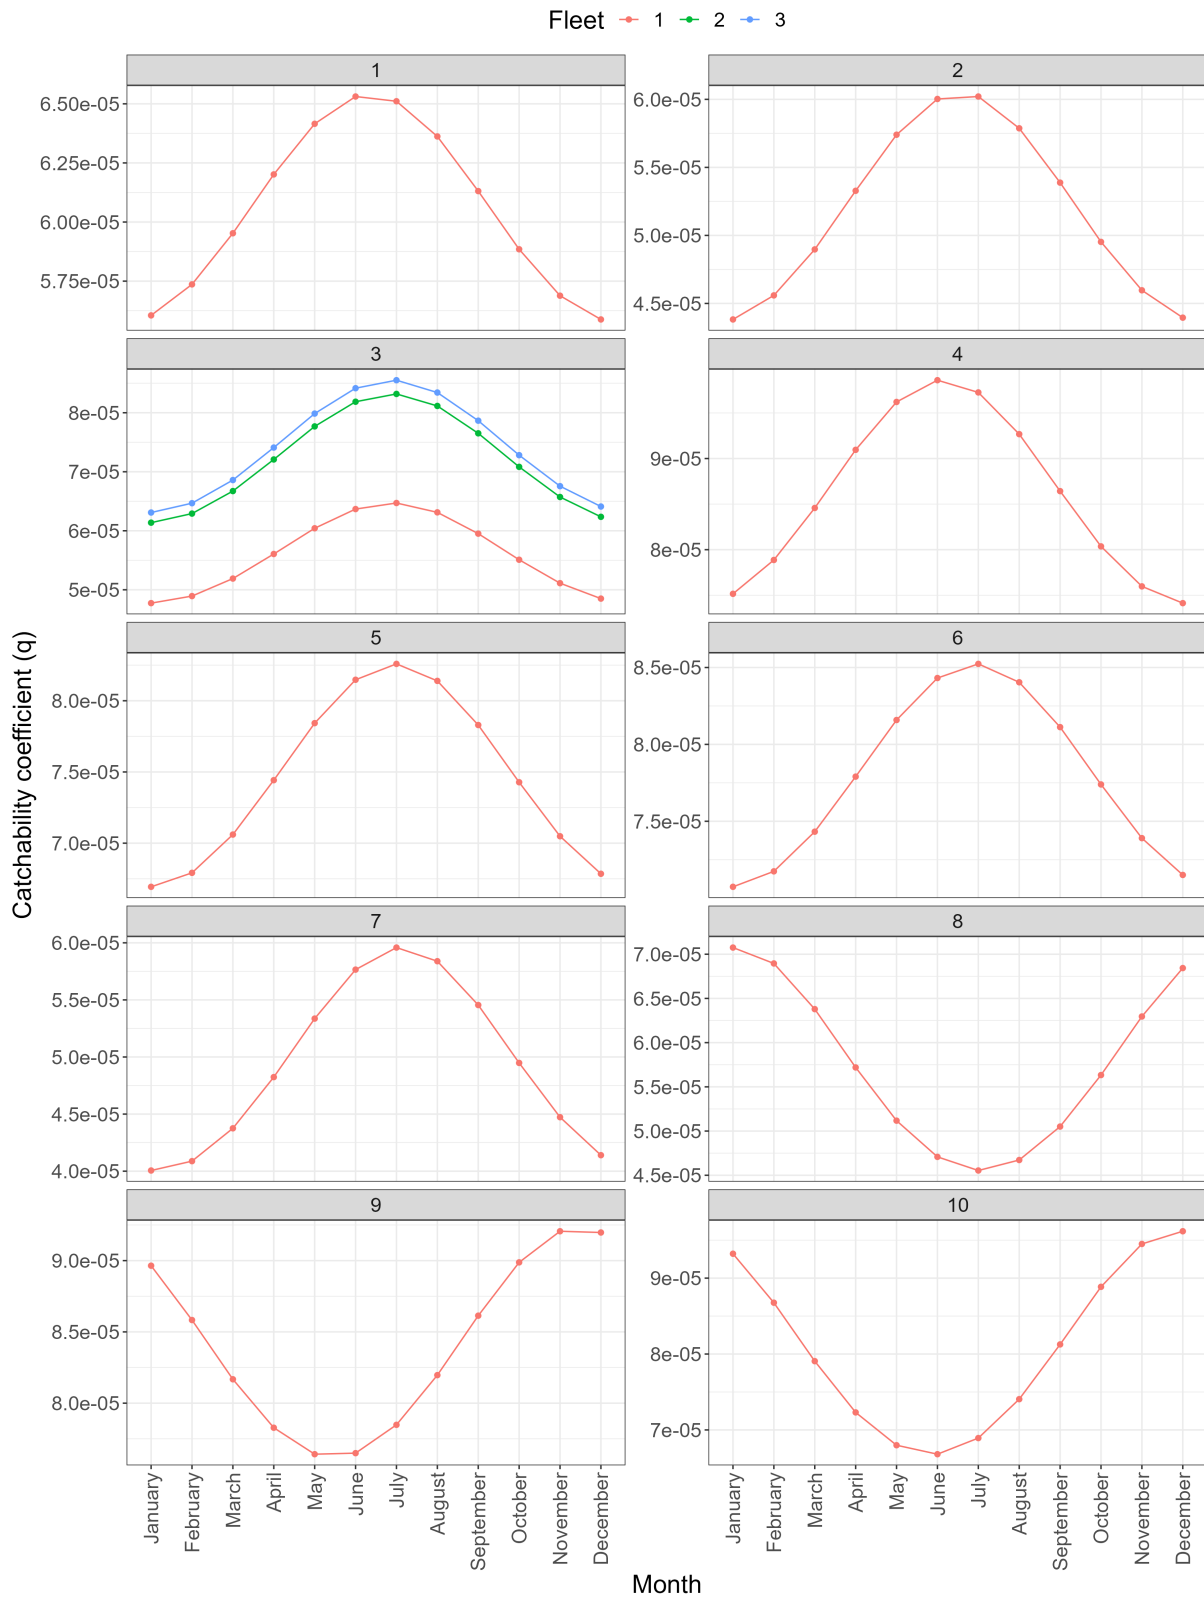 Fleet 1 2 3
1
6.50e-05
6.25e-05
6.00e-05
5.75e-05
2
6.0e-05
5.5e-05
5.0e-05
4.5e-05
3
8e-05
7e-05
6e-05
5e-05
4
9e-05
8e-05
5
8.0e-05
7.5e-05
7.0e-05
6
8.5e-05
8.0e-05
7.5e-05
7
6.0e-05
5.5e-05
5.0e-05
4.5e-05
4.0e-05
8
7.0e-05
6.5e-05
6.0e-05
5.5e-05
5.0e-05
4.5e-05
9
9.0e-05
8.5e-05
8.0e-05
10
9e-05
8e-05
7e-05
Catchability coefficient (q)
January
February
March
April
May
June
July
August
September
October
November
December
January
February
March
April
May
June
July
August
September
October
November
December
Month